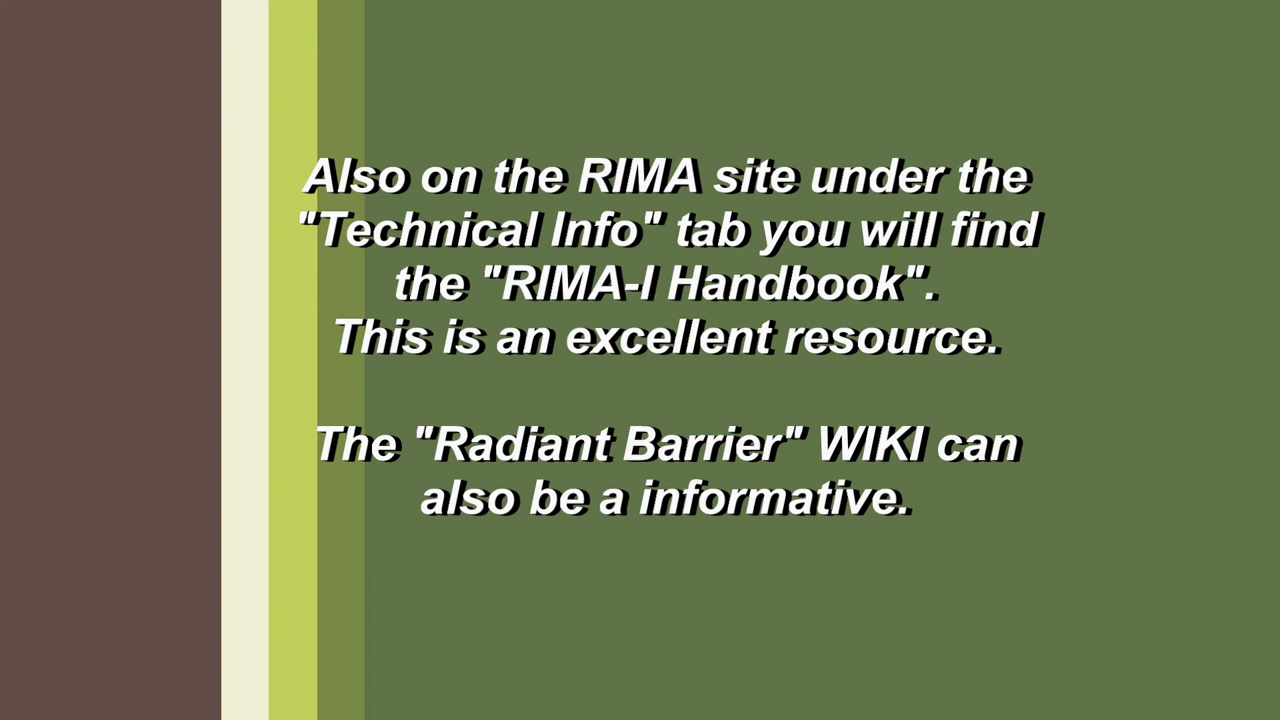 Also on the RIMA site under the
"Technical Info" tab you will find
the "RIMA-I Handbook".
This is an excellent resource.
The "Radiant Barrier" WIKI can
also be a informative.